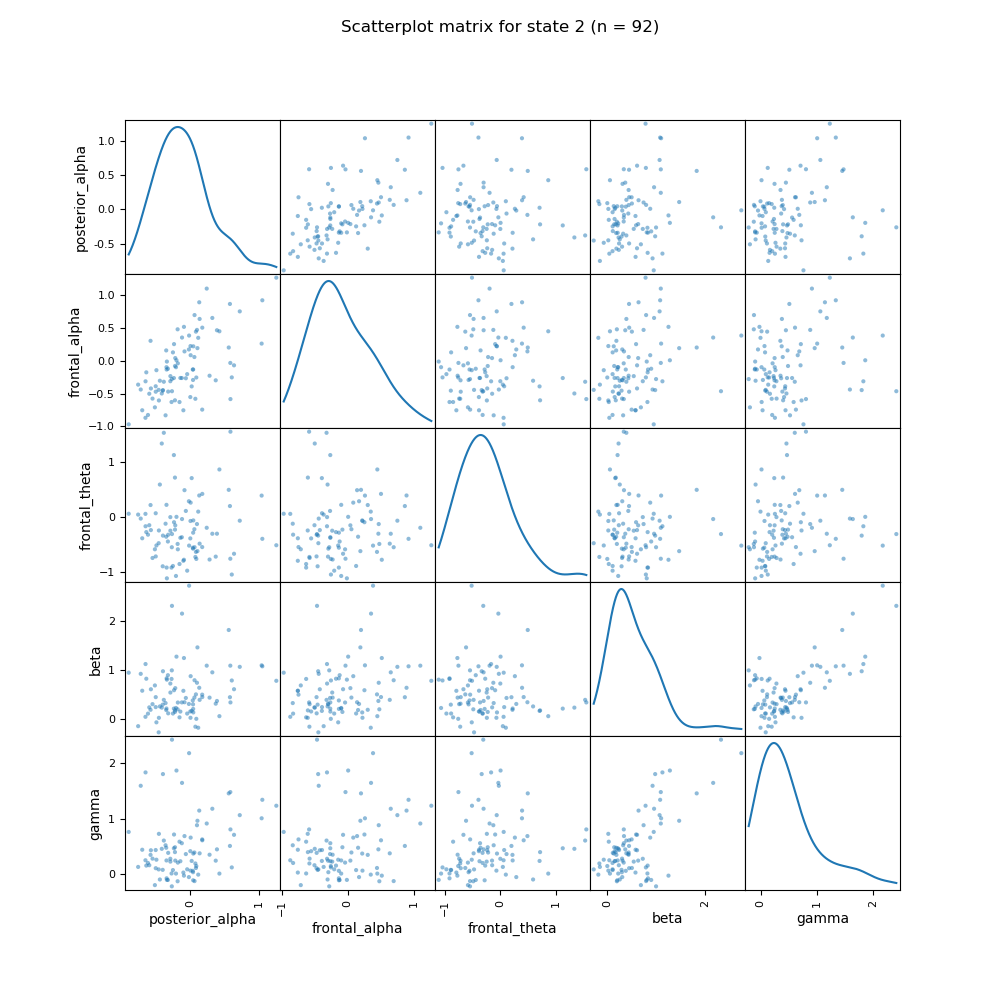 Scatterplot matrix for state 2 (n = 92)
posterior_alpha
1.0
0.5
0.0
−0.5
frontal_alpha
1.0
0.5
0.0
−0.5
−1.0
frontal_theta
1
0
−1
beta
2
1
0
gamma
2
1
0
0 1 −1 0 1 −1 0 1 0 2 0 1 2
posterior_alpha frontal_alpha frontal_theta beta gamma